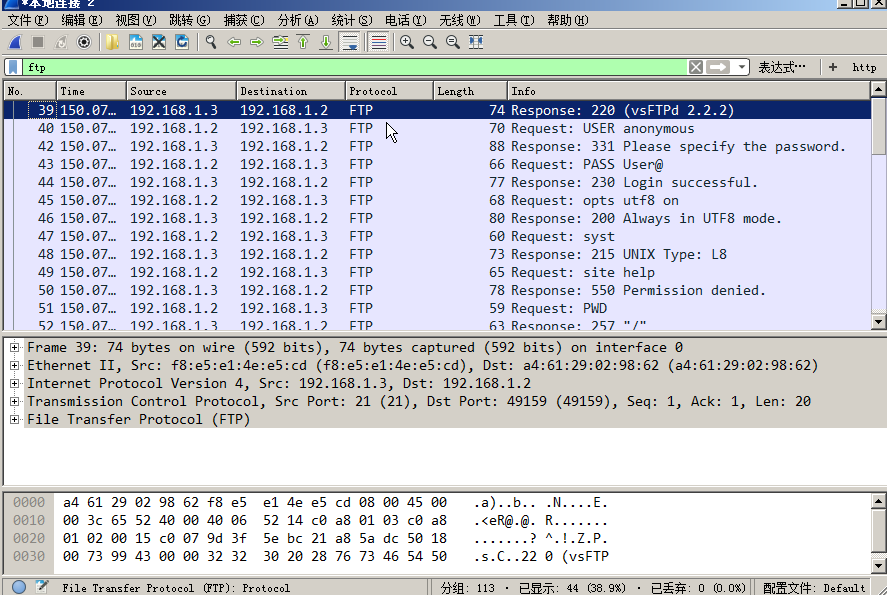 *本地连接 2
文件(F) 编辑(E) 视图(V) 跳转(G) 捕获(C) 分析(A) 统计(S) 电话(Y) 无线(W) 工具(T) 帮助(H)
ftp 表达式… + http
No. Time Source Destination Protocol Length Info
39 150.07… 192.168.1.3 192.168.1.2 FTP 74 Response: 220 (vsFTPd 2.2.2)
40 150.07… 192.168.1.2 192.168.1.3 FTP 70 Request: USER anonymous
42 150.07… 192.168.1.3 192.168.1.2 FTP 88 Response: 331 Please specify the password.
43 150.07… 192.168.1.2 192.168.1.3 FTP 66 Request: PASS User@
44 150.07… 192.168.1.3 192.168.1.2 FTP 77 Response: 230 Login successful.
45 150.07… 192.168.1.2 192.168.1.3 FTP 68 Request: opts utf8 on
46 150.07… 192.168.1.3 192.168.1.2 FTP 80 Response: 200 Always in UTF8 mode.
47 150.07… 192.168.1.2 192.168.1.3 FTP 60 Request: syst
48 150.07… 192.168.1.3 192.168.1.2 FTP 73 Response: 215 UNIX Type: L8
49 150.07… 192.168.1.2 192.168.1.3 FTP 65 Request: site help
50 150.07… 192.168.1.3 192.168.1.2 FTP 78 Response: 550 Permission denied.
51 150.07… 192.168.1.2 192.168.1.3 FTP 59 Request: PWD
52 150.07… 192.168.1.3 192.168.1.2 FTP 63 Response: 257 "/"
Frame 39: 74 bytes on wire (592 bits), 74 bytes captured (592 bits) on interface 0
Ethernet II, Src: f8:e5:e1:4e:e5:cd (f8:e5:e1:4e:e5:cd), Dst: a4:61:29:02:98:62 (a4:61:29:02:98:62)
Internet Protocol Version 4, Src: 192.168.1.3, Dst: 192.168.1.2
Transmission Control Protocol, Src Port: 21 (21), Dst Port: 49159 (49159), Seq: 1, Ack: 1, Len: 20
File Transfer Protocol (FTP)
0000 a4 61 29 02 98 62 f8 e5 e1 4e e5 cd 08 00 45 00 .a)..b.. .N....E.
0010 00 3c 65 52 40 00 40 06 52 14 c0 a8 01 03 c0 a8 .<eR@.@. R.......
0020 01 02 00 15 c0 07 9d 3f 5e bc 21 a8 5a dc 50 18 .......? ^.!.Z.P.
0030 00 73 99 43 00 00 32 32 30 20 28 76 73 46 54 50 .s.C..22 0 (vsFTP
File Transfer Protocol (FTP): Protocol 分组: 113 · 已显示: 44 (38.9%) · 已丢弃: 0 (0.0%) 配置文件: Default